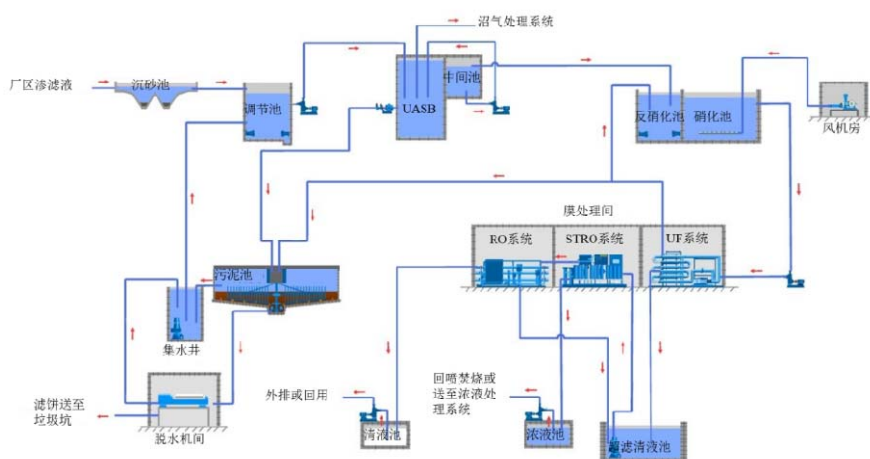 沼气处理系统
厂区渗滤液
沉砂池
调节池
UASB
中间池
反硝化池
硝化池
风机房
膜处理间
RO系统
STRO系统
UF系统
污泥池
集水井
滤饼送至
垃圾坑
脱水机间
外排或回用
清液池
回喷焚烧或
送至浓液处
理系统
浓液池
超滤清液池